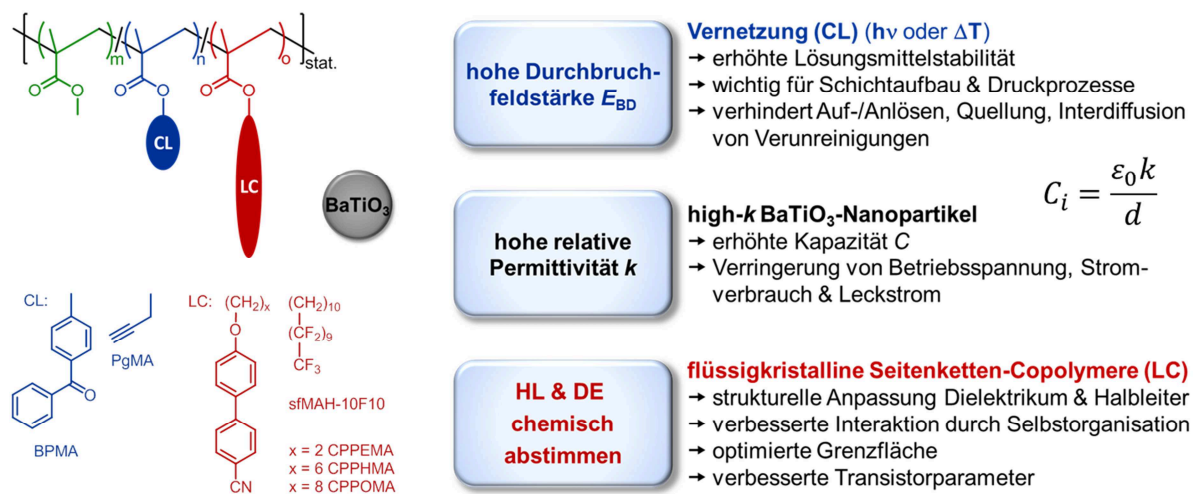 m
n
o
stat.
O
O
O
O
O
O
CL
LC
BaTiO₃
CL:
PgMA
O
BPMA
LC:
(CH₂)ₓ
O
CN
(CH₂)₁₀
(CF₂)₉
CF₃
sfMAH-10F10
x = 2 CPPEMA
x = 6 CPPHMA
x = 8 CPPOMA
hohe Durchbruch-
feldstärke E_BD
Vernetzung (CL) (hν oder ΔT)
→ erhöhte Lösungsmittelstabilität
→ wichtig für Schichtaufbau & Druckprozesse
→ verhindert Auf-/Anlösen, Quellung, Interdiffusion
von Verunreinigungen
hohe relative
Permittivität k
high-k BaTiO₃-Nanopartikel
→ erhöhte Kapazität C
→ Verringerung von Betriebsspannung, Strom-
verbrauch & Leckstrom
Cᵢ = ε₀k / d
HL & DE
chemisch
abstimmen
flüssigkristalline Seitenketten-Copolymere (LC)
→ strukturelle Anpassung Dielektrikum & Halbleiter
→ verbesserte Interaktion durch Selbstorganisation
→ optimierte Grenzfläche
→ verbesserte Transistorparameter